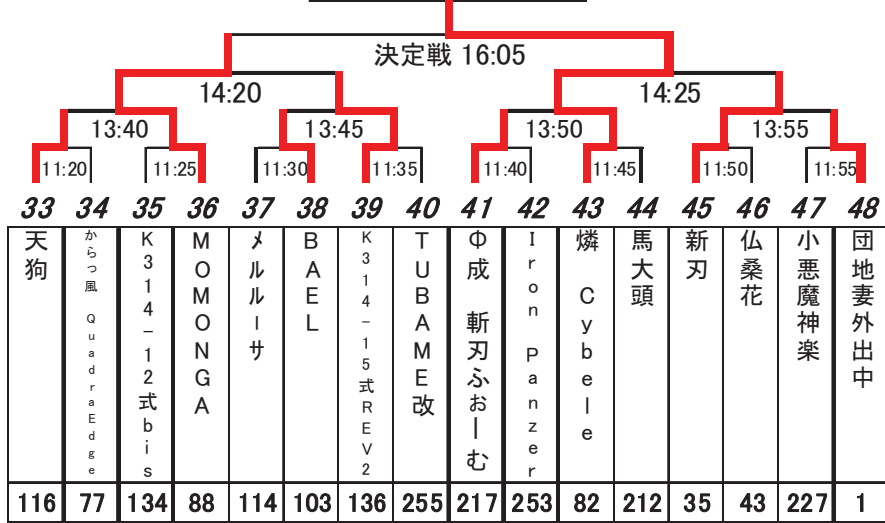 決定戦 16:05
14:20 14:25
13:40 13:45 13:50 13:55
11:20 11:25 11:30 11:35 11:40 11:45 11:50 11:55
33 34 35 36 37 38 39 40 41 42 43 44 45 46 47 48
天狗
からっ風 QuadraEdge
K314-12式bis
MOMONGA
メルルーサ
BAEL
K314-15式REV2
TUBAME改
Φ成 斬刃ふぉーむ
Iron Panzer
燐 Cybele
馬大頭
新刃
仏桑花
小悪魔神楽
団地妻外出中
116 77 134 88 114 103 136 255 217 253 82 212 35 43 227 1